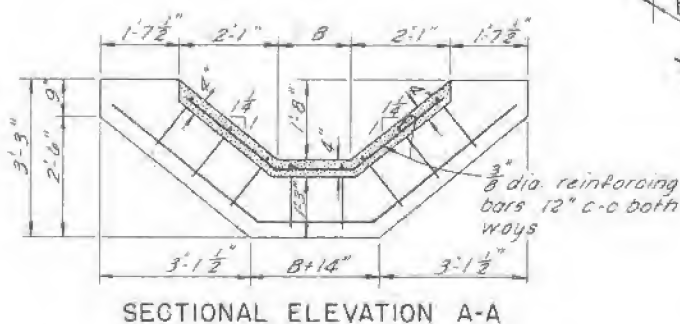 1'-7½" 2'-1" B 2'-1" 1'-7½"
9"
3'-3"
2'-6"
4"
1¼
1
1'-8"
4"
1¼
1
1'-3"
⅜" dia. reinforcing
bars 12" c-c both
ways
3'-1½" B+14" 3'-1½"
SECTIONAL ELEVATION A-A